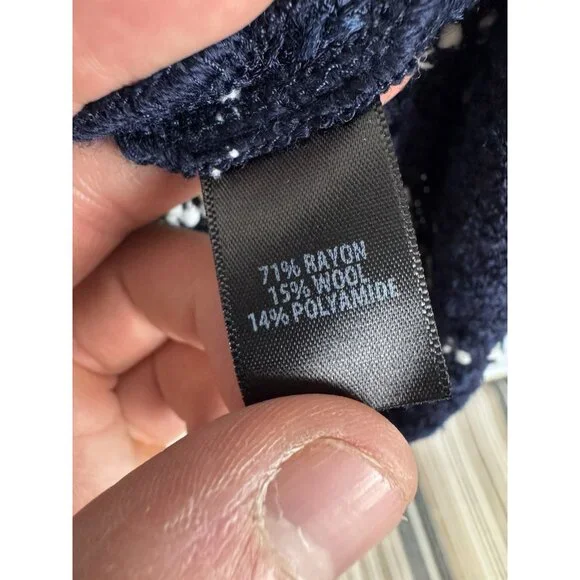 71% RAYON
15% WOOL
14% POLYAMIDE